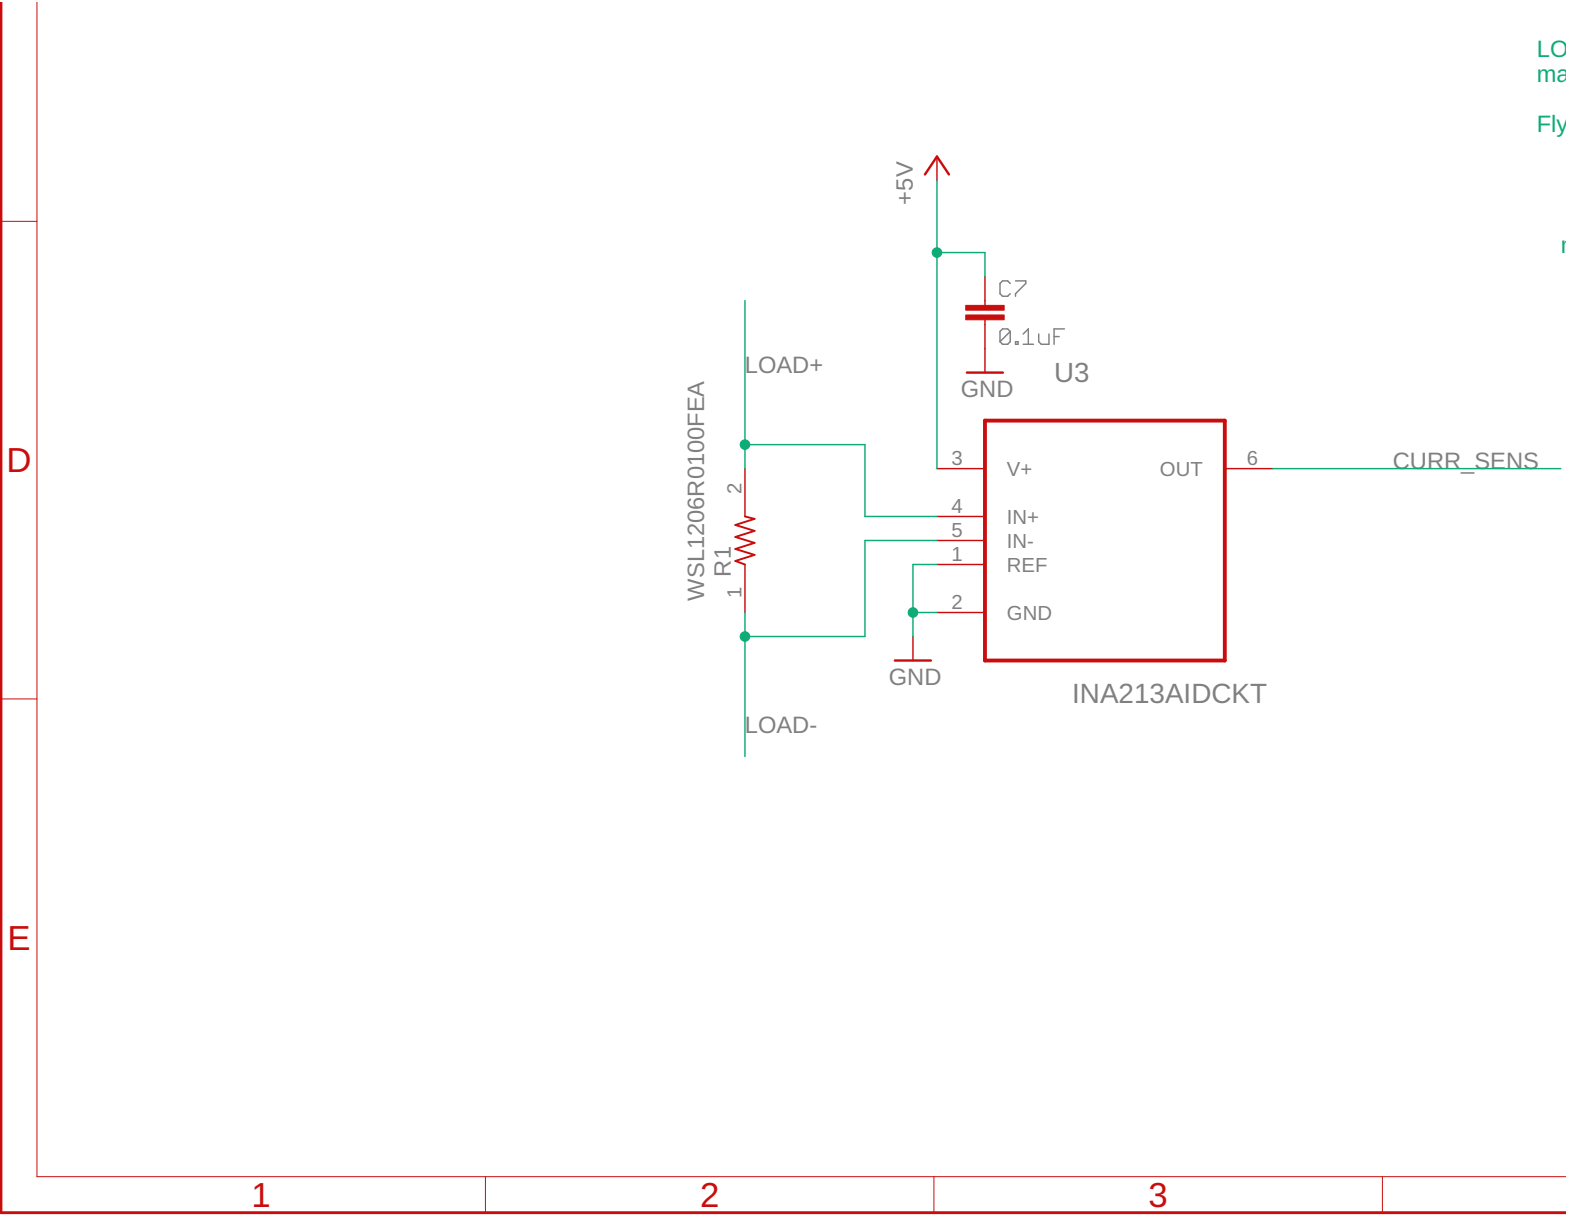 LO
ma
Fly
+5V
C7
0.1uF
GND
U3
LOAD+
WSL1206R0100FEA
R1
2
1
3
V+
OUT
6
CURR_SENS
4
IN+
5
IN-
1
REF
2
GND
GND
INA213AIDCKT
LOAD-
D
E
1
2
3